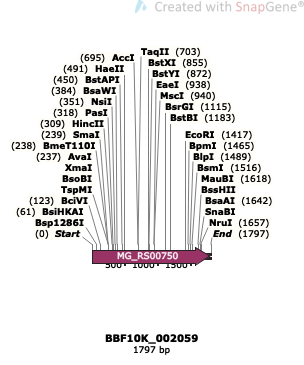 Created with SnapGene®
(695) AccI TaqII (703)
(491) HaeII BstXI (855)
(450) BstAPI BstYI (872)
(384) BsaWI EaeI (938)
(351) NsiI MscI (940)
(318) PasI BsrGI (1115)
(309) HincII BstBI (1183)
(239) SmaI EcoRI (1417)
(238) BmeT110I BpmI (1465)
(237) AvaI BlpI (1489)
XmaI BsmI (1516)
BsoBI MauBI (1618)
TspMI BssHII
(123) BciVI BsaAI (1642)
(61) BsiHKAI SnaBI
Bsp1286I NruI (1657)
(0) Start End (1797)
MG_RS00750
500 1000 1500
BBF10K_002059
1797 bp